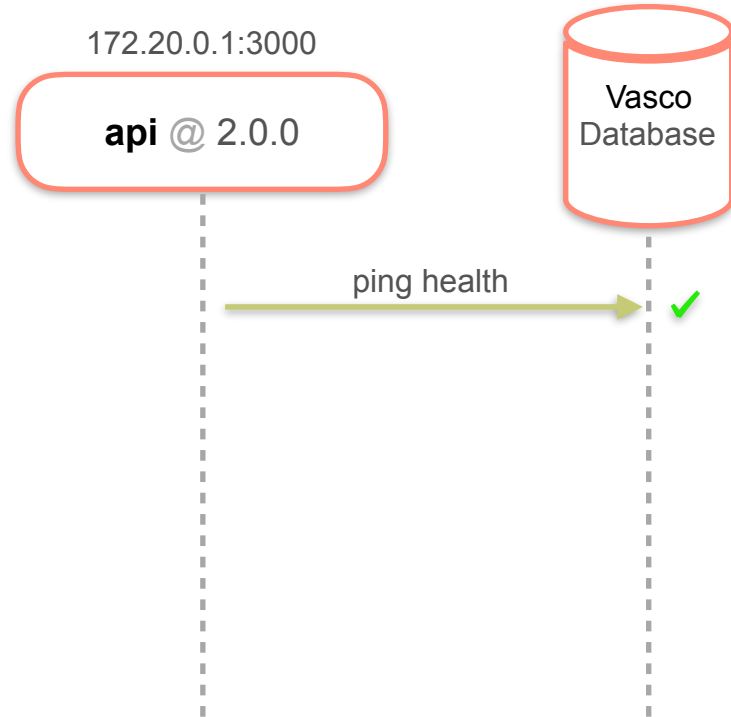 172.20.0.1:3000
api @ 2.0.0
Vasco
Database
ping health